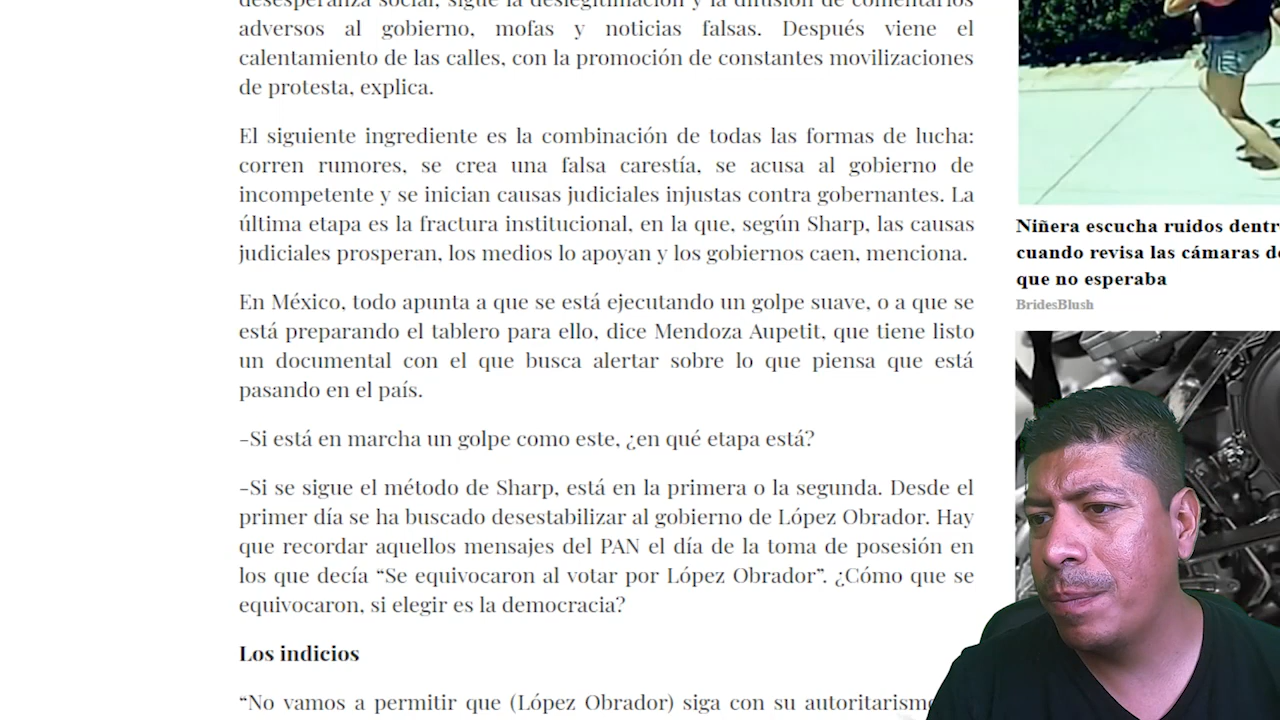 desesperanza social, sigue la deslegitimación y la difusión de comentarios
adversos al gobierno, mofas y noticias falsas. Después viene el
calentamiento de las calles, con la promoción de constantes movilizaciones
de protesta, explica.
El siguiente ingrediente es la combinación de todas las formas de lucha:
corren rumores, se crea una falsa carestía, se acusa al gobierno de
incompetente y se inician causas judiciales injustas contra gobernantes. La
última etapa es la fractura institucional, en la que, según Sharp, las causas
judiciales prosperan, los medios lo apoyan y los gobiernos caen, menciona.
En México, todo apunta a que se está ejecutando un golpe suave, o a que se
está preparando el tablero para ello, dice Mendoza Aupetit, que tiene listo
un documental con el que busca alertar sobre lo que piensa que está
pasando en el país.
-Si está en marcha un golpe como este, ¿en qué etapa está?
-Si se sigue el método de Sharp, está en la primera o la segunda. Desde el
primer día se ha buscado desestabilizar al gobierno de López Obrador. Hay
que recordar aquellos mensajes del PAN el día de la toma de posesión en
los que decía “Se equivocaron al votar por López Obrador”. ¿Cómo que se
equivocaron, si elegir es la democracia?
Los indicios
“No vamos a permitir que (López Obrador) siga con su autoritarismo
Niñera escucha ruidos dentr
cuando revisa las cámaras de
que no esperaba
BridesBlush